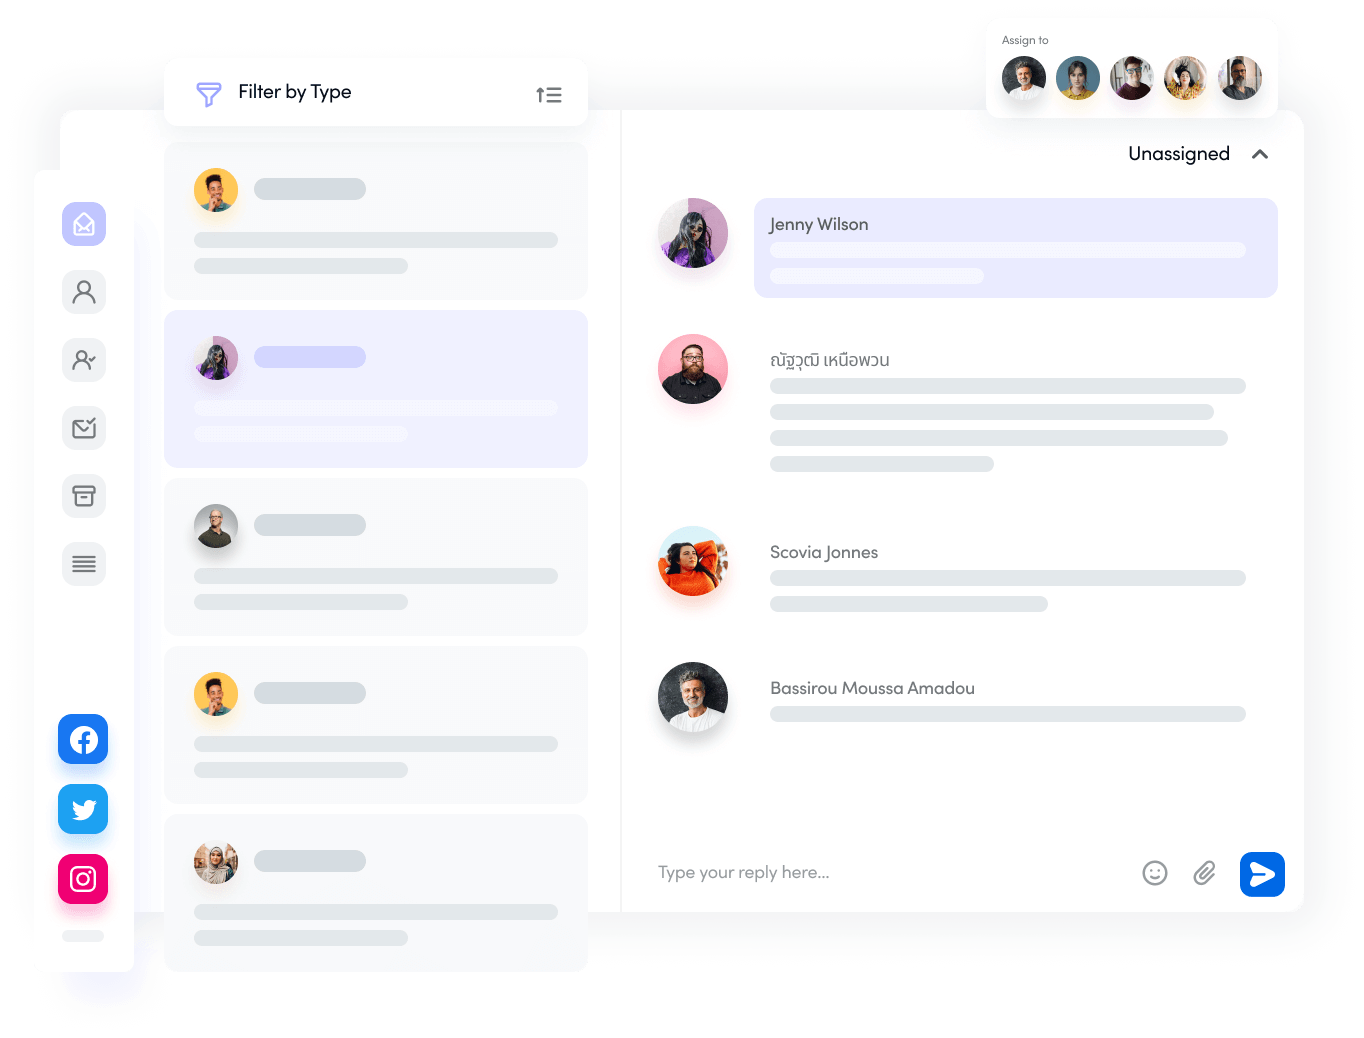 Assign to
Filter by Type
Unassigned
Jenny Wilson
ณัฐวุฒิ เหนือพวน
Scovia Jonnes
Bassirou Moussa Amadou
Type your reply here...